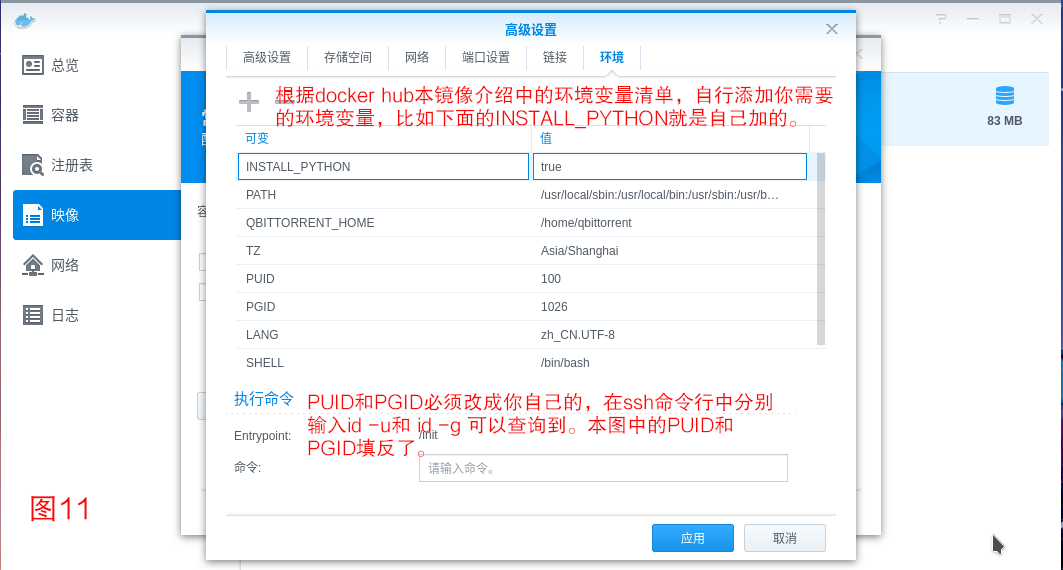 高级设置
高级设置 存储空间 网络 端口设置 链接 环境
总览
容器
注册表
映像
网络
日志
83 MB
根据docker hub本镜像介绍中的环境变量清单，自行添加你需要
的环境变量，比如下面的INSTALL_PYTHON就是自己加的。
可变 值
INSTALL_PYTHON true
PATH /usr/local/sbin:/usr/local/bin:/usr/sbin:/usr/b…
QBITTORRENT_HOME /home/qbittorrent
TZ Asia/Shanghai
PUID 100
PGID 1026
LANG zh_CN.UTF-8
SHELL /bin/bash
执行命令
PUID和PGID必须改成你自己的，在ssh命令行中分别
输入id -u和 id -g 可以查询到。本图中的PUID和
PGID填反了。
Entrypoint: /init
命令: 请输入命令。
图11
应用 取消